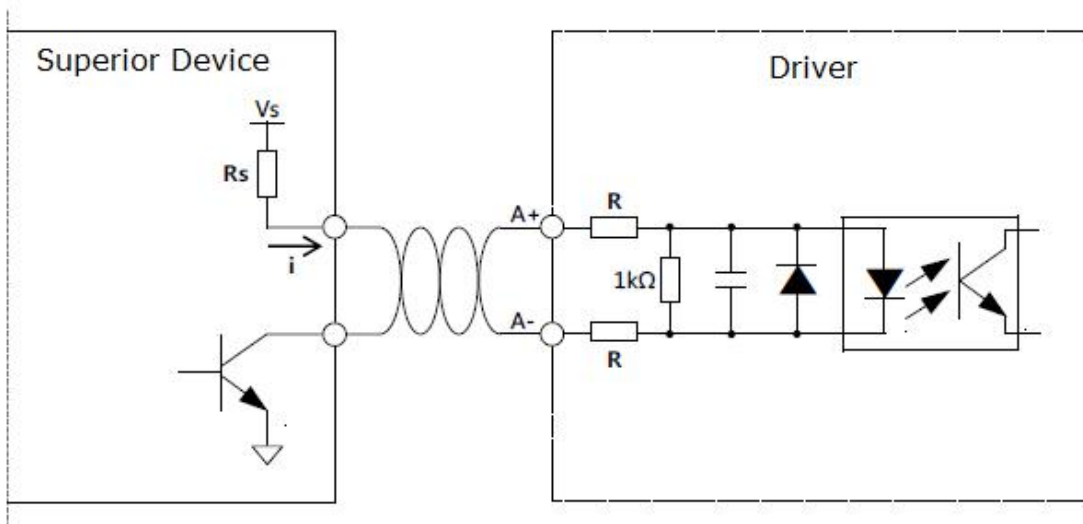 Superior Device
Driver
Vs
Rs
i
A+
A-
R
1kΩ
R